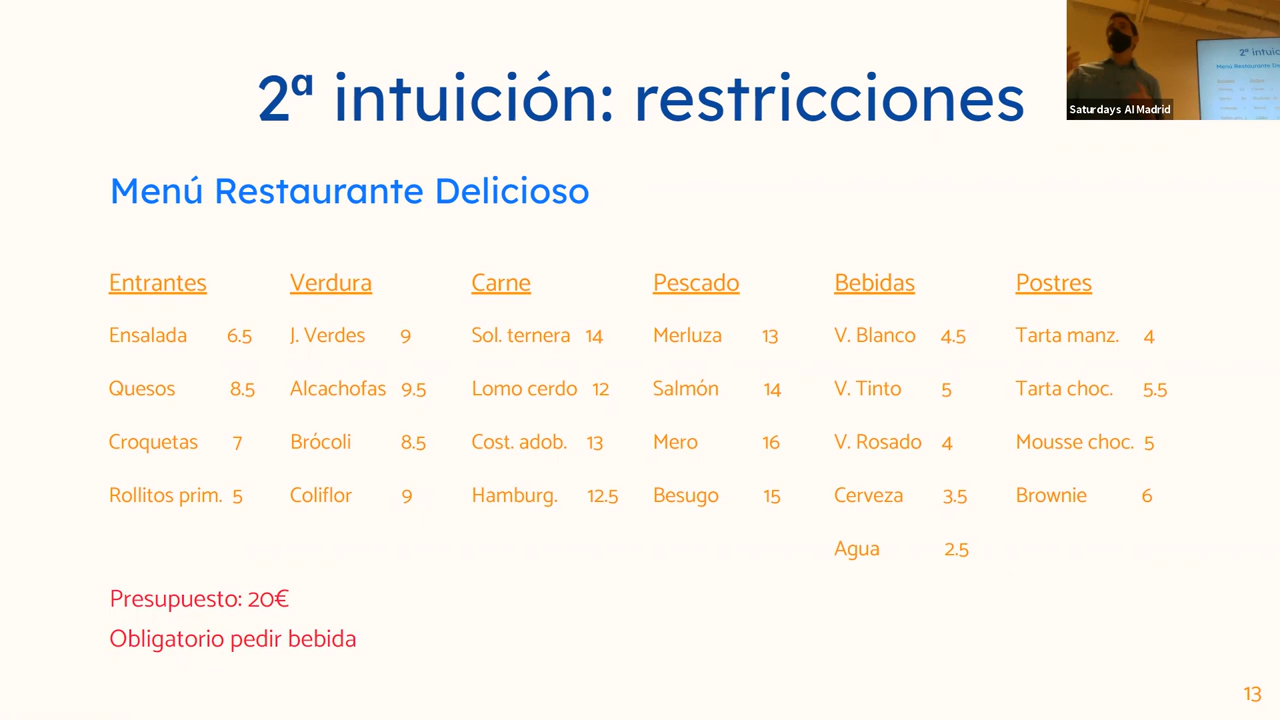 2ª intuición: restricciones
Saturdays AI Madrid
Menú Restaurante Delicioso
Entrantes Verdura Carne Pescado Bebidas Postres
Ensalada 6.5 J. Verdes 9 Sol. ternera 14 Merluza 13 V. Blanco 4.5 Tarta manz. 4
Quesos 8.5 Alcachofas 9.5 Lomo cerdo 12 Salmón 14 V. Tinto 5 Tarta choc. 5.5
Croquetas 7 Brócoli 8.5 Cost. adob. 13 Mero 16 V. Rosado 4 Mousse choc. 5
Rollitos prim. 5 Coliflor 9 Hamburg. 12.5 Besugo 15 Cerveza 3.5 Brownie 6
Agua 2.5
Presupuesto: 20€
Obligatorio pedir bebida
13